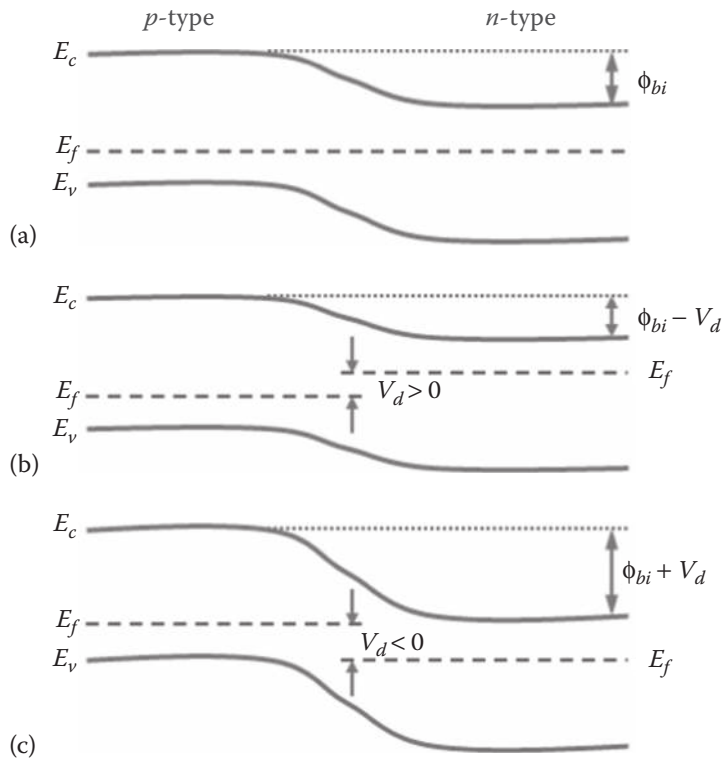 p-type n-type
E_c
ϕ_bi
E_f
E_v
(a)
E_c
ϕ_bi – V_d
E_f
V_d > 0
E_f
E_v
(b)
E_c
ϕ_bi + V_d
E_f
V_d < 0
E_v
E_f
(c)